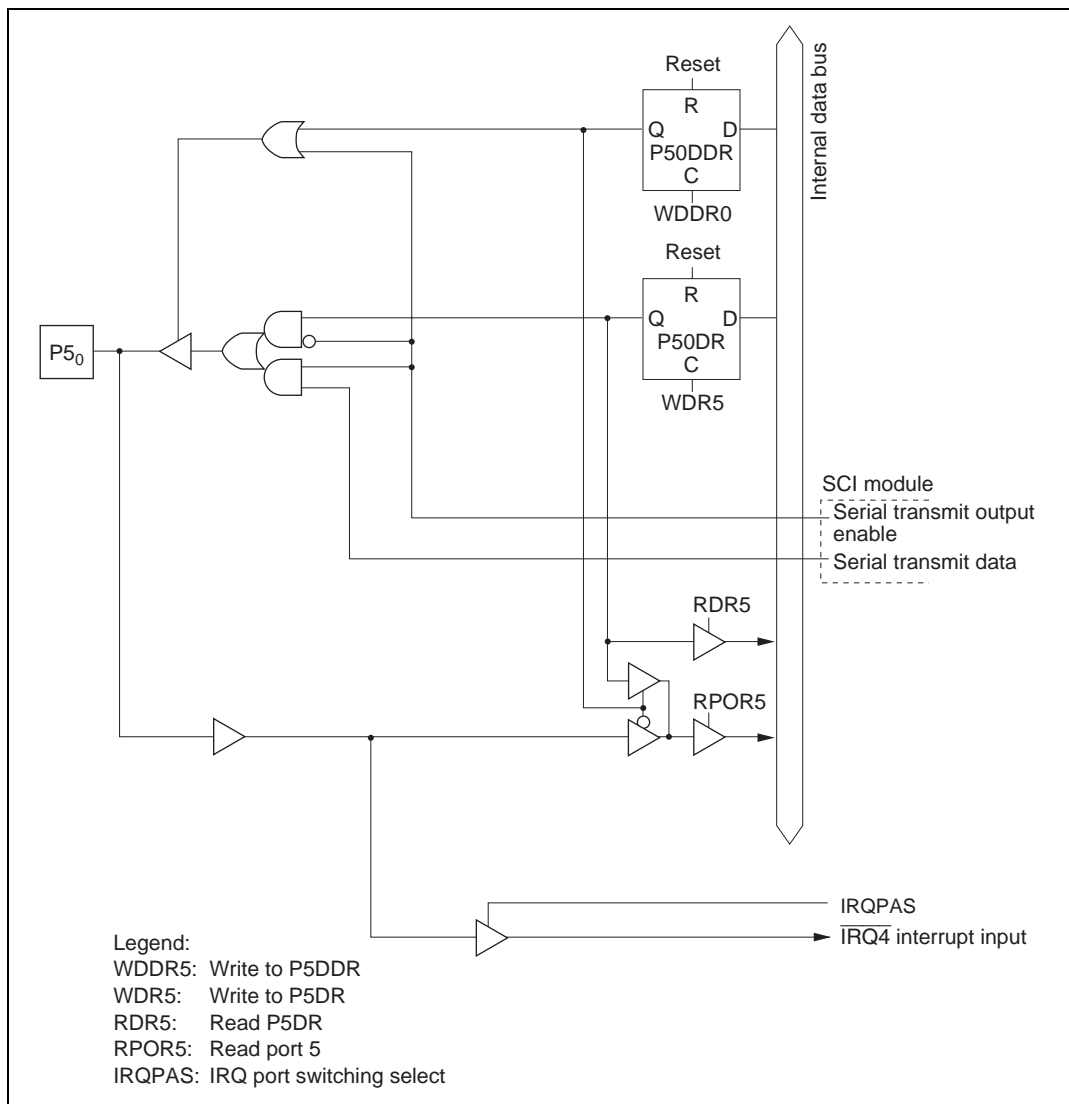 Reset
R
Q D
P50DDR
C
WDDR0
Internal data bus
Reset
R
Q D
P50DR
C
WDR5
P5₀
SCI module
Serial transmit output
enable
Serial transmit data
RDR5
RPOR5
IRQPAS
I̅R̅Q̅4̅ interrupt input
Legend:
WDDR5: Write to P5DDR
WDR5: Write to P5DR
RDR5: Read P5DR
RPOR5: Read port 5
IRQPAS: IRQ port switching select